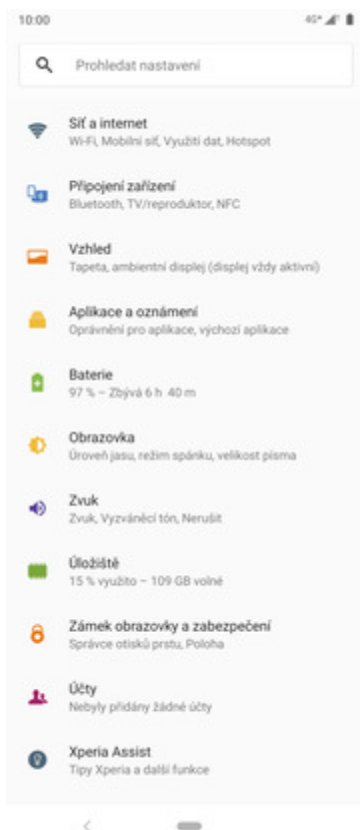 10:00 4G+
Prohledat nastavení
Síť a internet
Wi-Fi, Mobilní síť, Využití dat, Hotspot
Připojení zařízení
Bluetooth, TV/reproduktor, NFC
Vzhled
Tapeta, ambientní displej (displej vždy aktivní)
Aplikace a oznámení
Oprávnění pro aplikace, výchozí aplikace
Baterie
97 % – Zbývá 6 h 40 m
Obrazovka
Úroveň jasu, režim spánku, velikost písma
Zvuk
Zvuk, Vyzváněcí tón, Nerušit
Úložiště
15 % využito – 109 GB volné
Zámek obrazovky a zabezpečení
Správce otisků prstu, Poloha
Účty
Nebyly přidány žádné účty
Xperia Assist
Tipy Xperia a další funkce